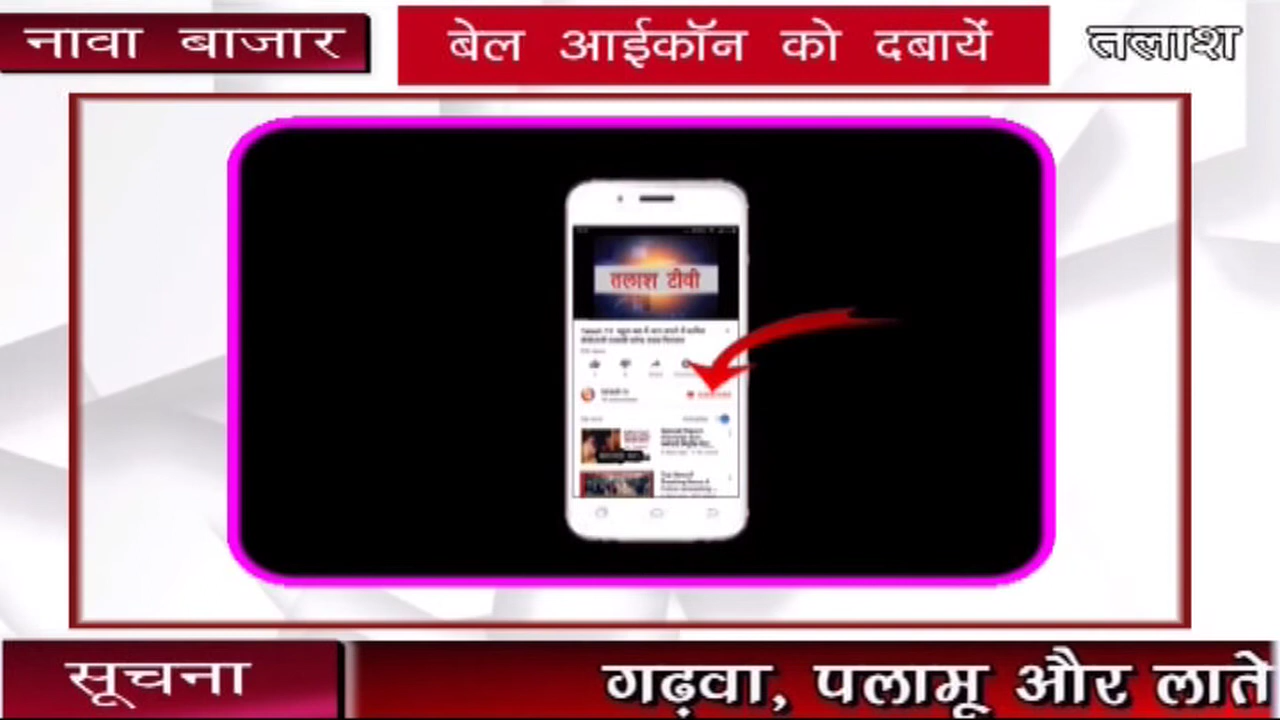 नावा बाजार
बेल आईकॉन को दबायें
तलाश
तलाश टीवी
सूचना
गढ़वा, पलामू और लाते